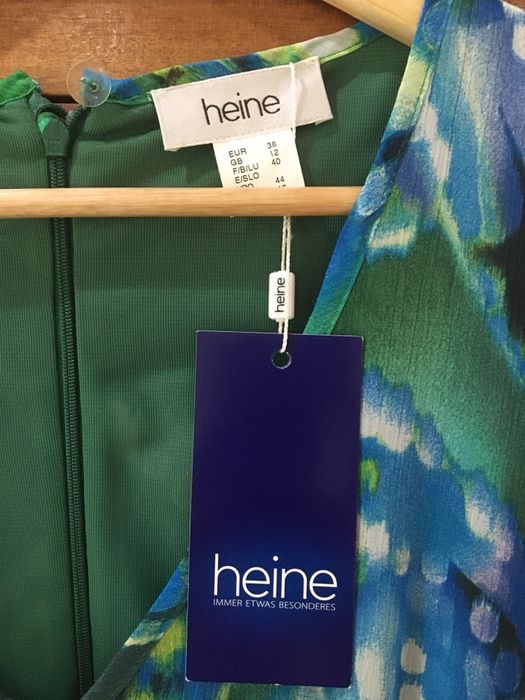 heine
EUR 38
GB 12
F/B/LU 40
E/SLO 44
heine
heine
IMMER ETWAS BESONDERES